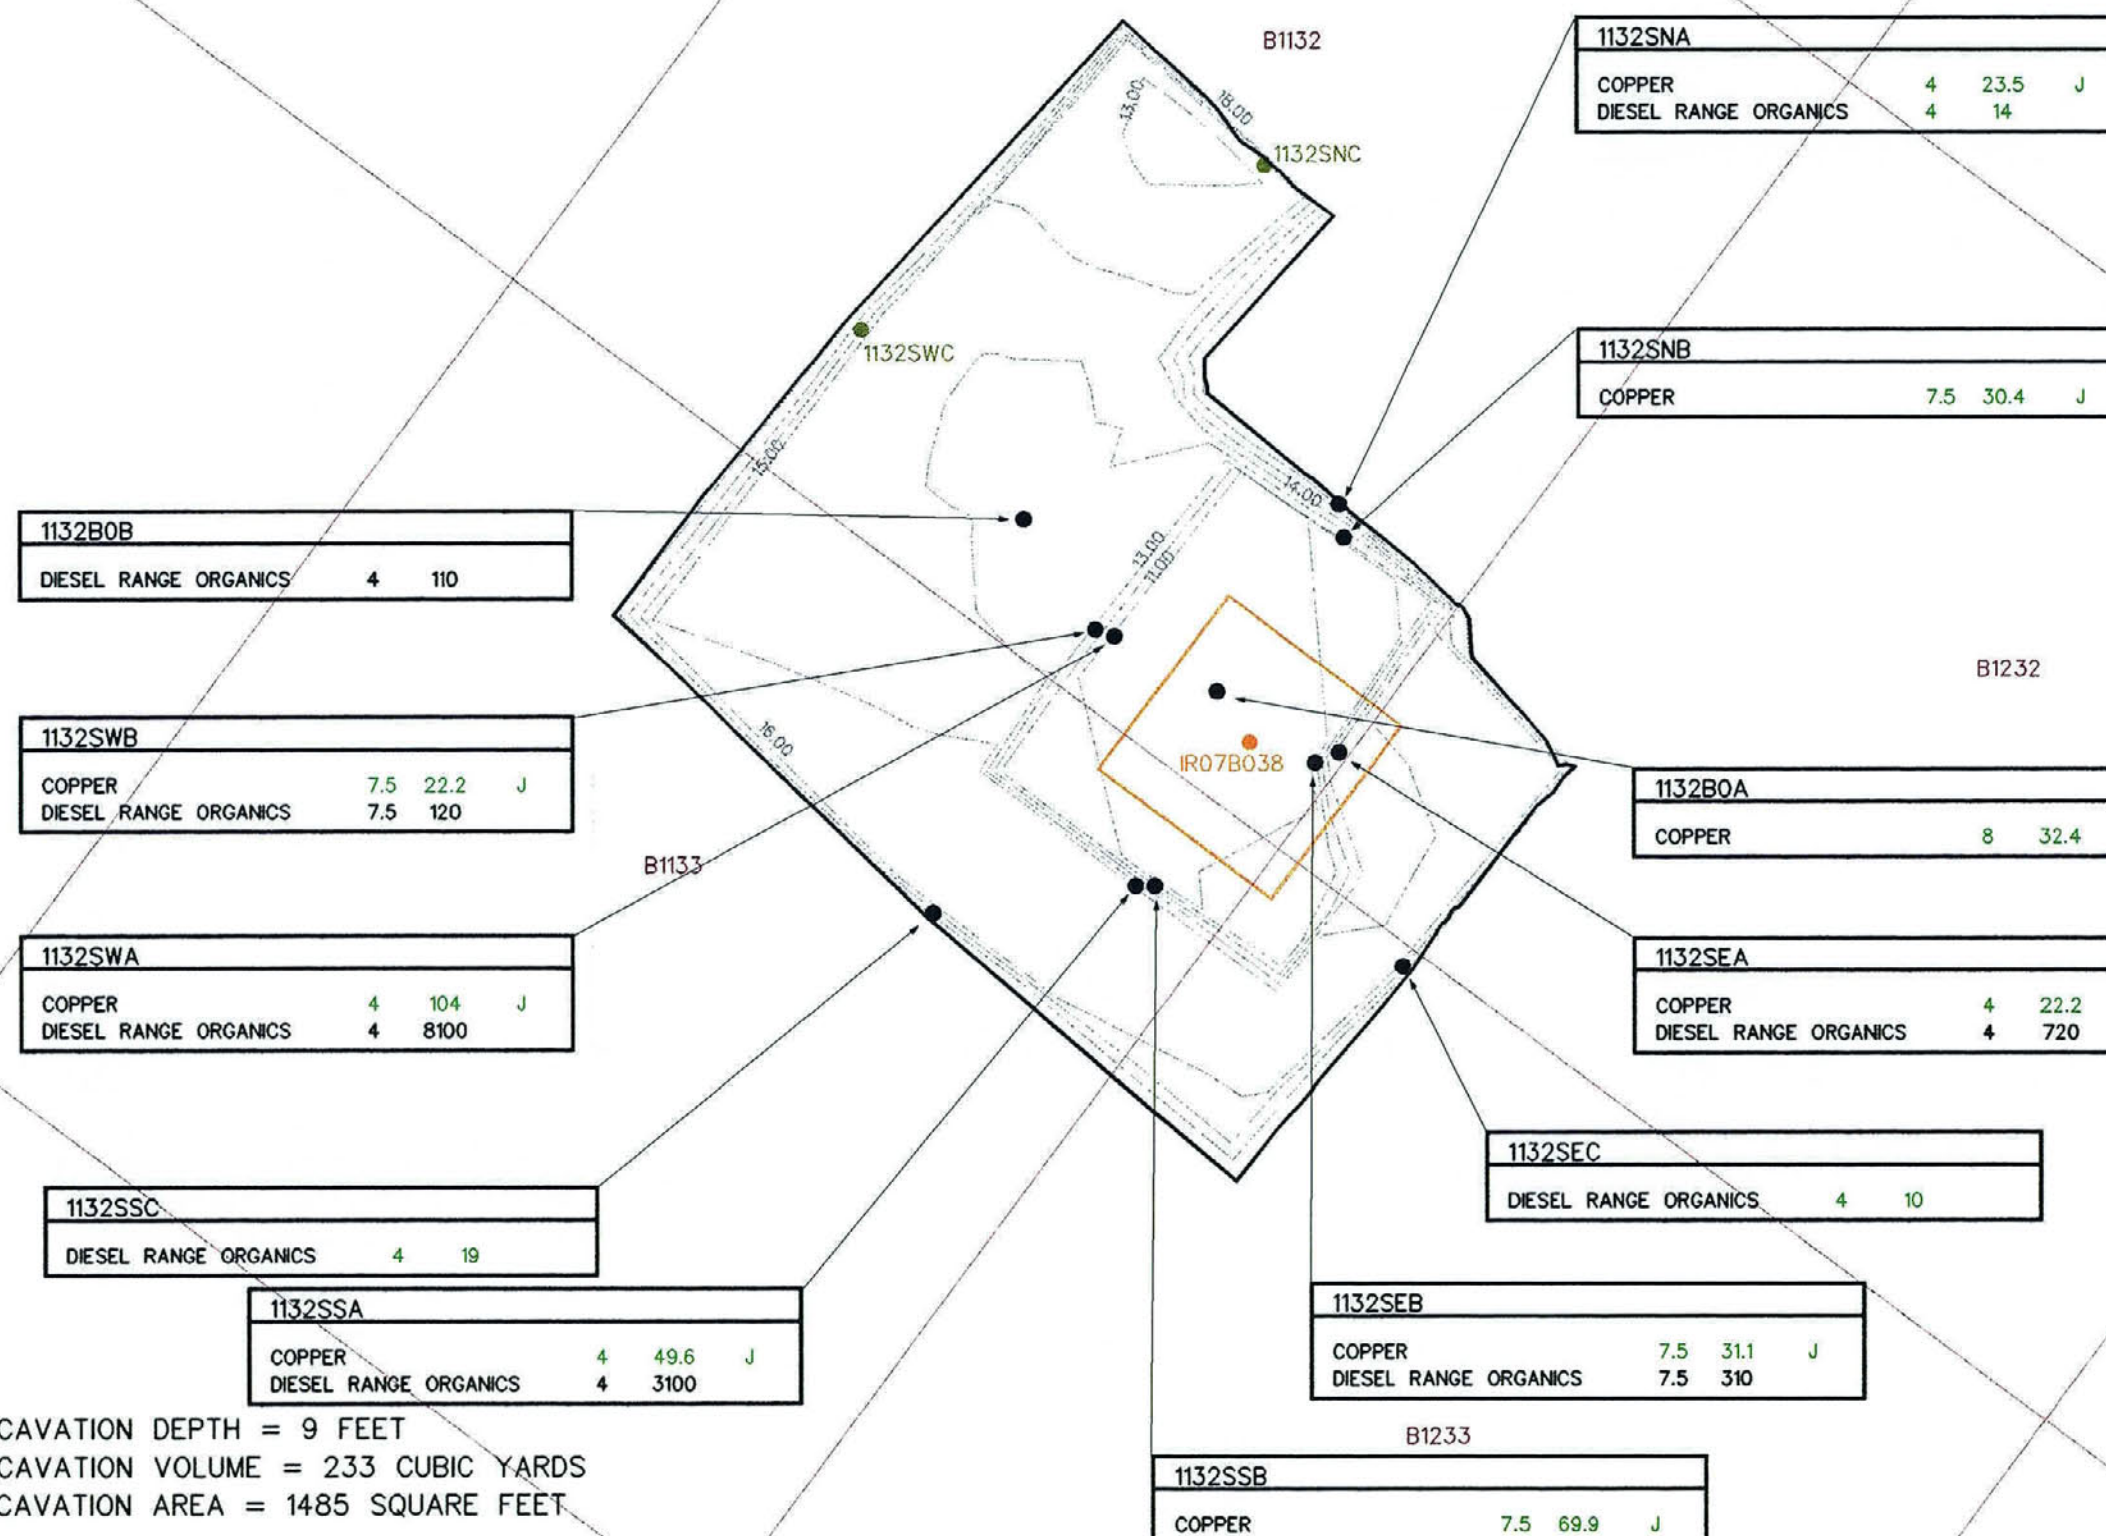 B1132
1132SNA
COPPER 4 23.5 J
DIESEL RANGE ORGANICS 4 14
13.00
18.00
1132SNC
1132SWC
1132SNB
COPPER 7.5 30.4 J
15.00
14.00
1132B0B
DIESEL RANGE ORGANICS 4 110
13.00
11.00
B1232
1132SWB
COPPER 7.5 22.2 J
DIESEL RANGE ORGANICS 7.5 120
16.00
IR07B038
1132B0A
COPPER 8 32.4
B1133
1132SWA
COPPER 4 104 J
DIESEL RANGE ORGANICS 4 8100
1132SEA
COPPER 4 22.2
DIESEL RANGE ORGANICS 4 720
1132SEC
DIESEL RANGE ORGANICS 4 10
1132SSC
DIESEL RANGE ORGANICS 4 19
1132SSA
COPPER 4 49.6 J
DIESEL RANGE ORGANICS 4 3100
1132SEB
COPPER 7.5 31.1 J
DIESEL RANGE ORGANICS 7.5 310
CAVATION DEPTH = 9 FEET
CAVATION VOLUME = 233 CUBIC YARDS
CAVATION AREA = 1485 SQUARE FEET
B1233
1132SSB
COPPER 7.5 69.9 J